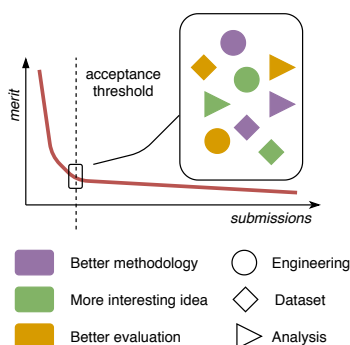 acceptance
threshold
merit
submissions
Better methodology
Engineering
More interesting idea
Dataset
Better evaluation
Analysis